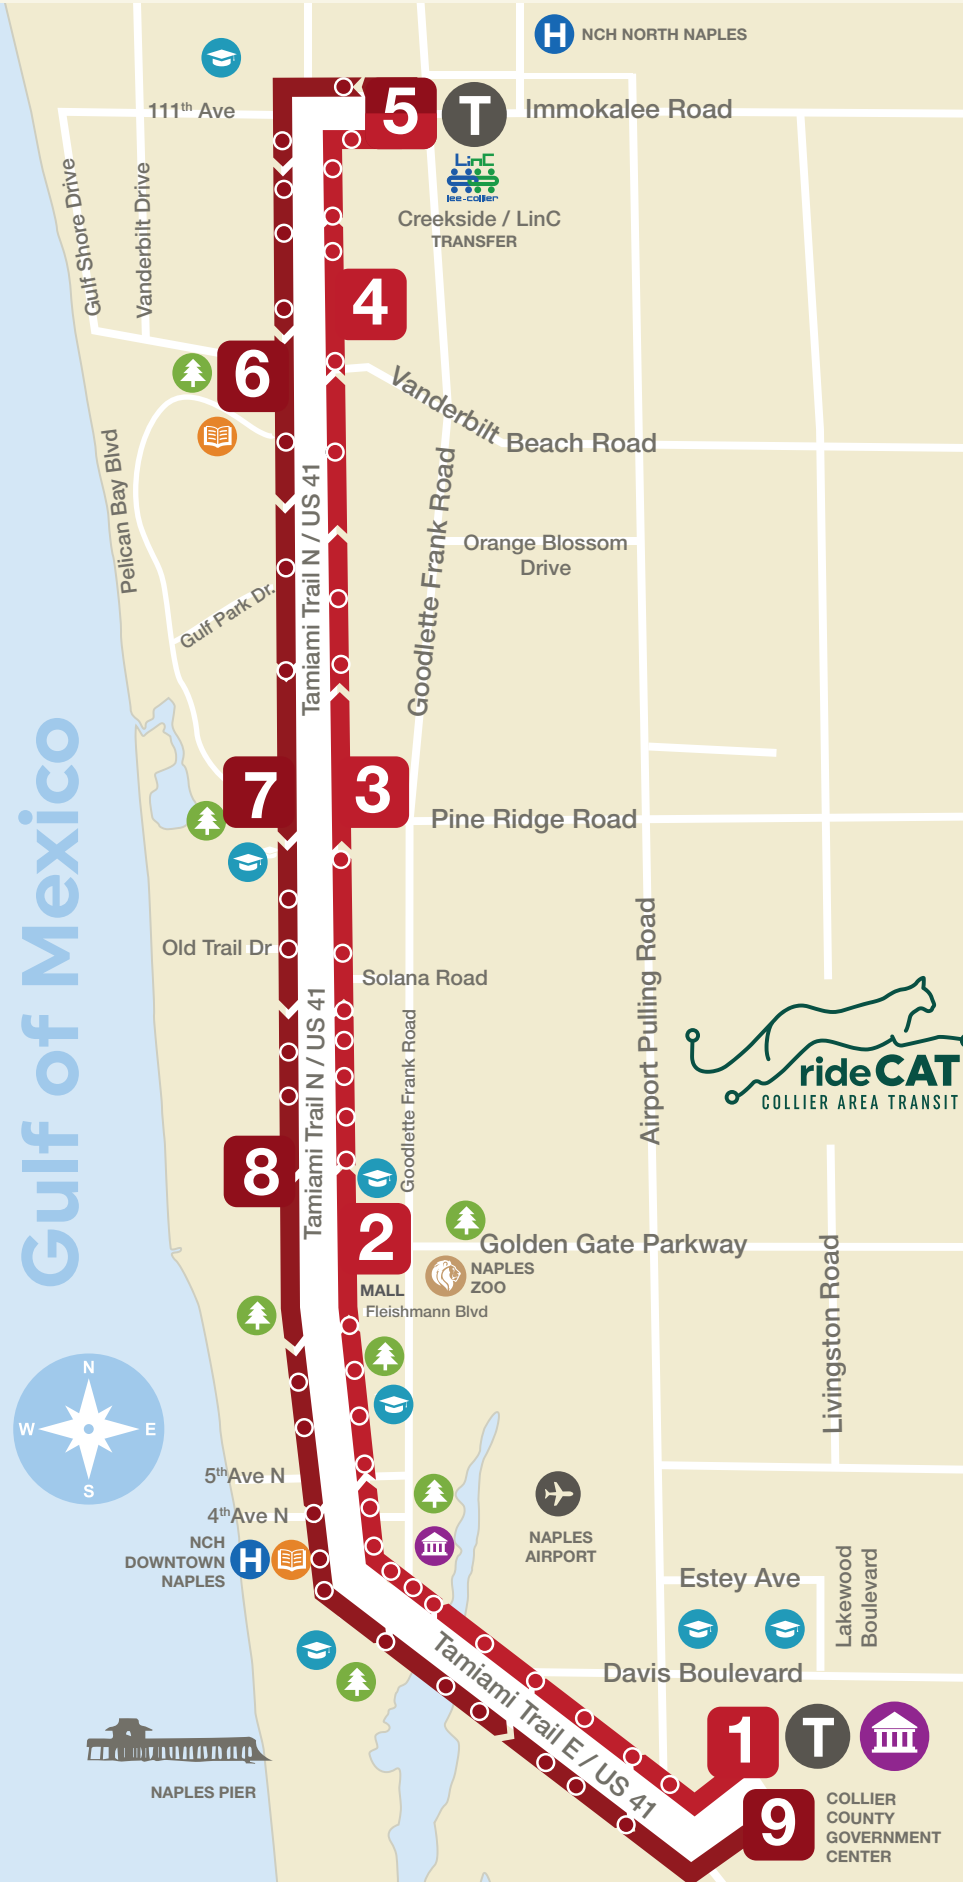 H NCH NORTH NAPLES
111th Ave
5
T
Immokalee Road
LinC
lee-collier
Creekside / LinC
TRANSFER
Gulf Shore Drive
Vanderbilt Drive
4
6
Vanderbilt
Beach Road
Pelican Bay Blvd
Tamiami Trail N / US 41
Goodlette Frank Road
Orange Blossom
Drive
Gulf Park Dr.
Gulf of Mexico
7
3
Pine Ridge Road
Old Trail Dr
Solana Road
Airport Pulling Road
Tamiami Trail N / US 41
Goodlette Frank Road
rideCAT
COLLIER AREA TRANSIT
8
2
Golden Gate Parkway
NAPLES
ZOO
MALL
Fleishmann Blvd
Livingston Road
N
W
E
S
5th Ave N
4th Ave N
NCH
DOWNTOWN
NAPLES
H
NAPLES
AIRPORT
Estey Ave
Lakewood
Boulevard
Davis Boulevard
Tamiami Trail E / US 41
1
T
NAPLES PIER
9
COLLIER
COUNTY
GOVERNMENT
CENTER